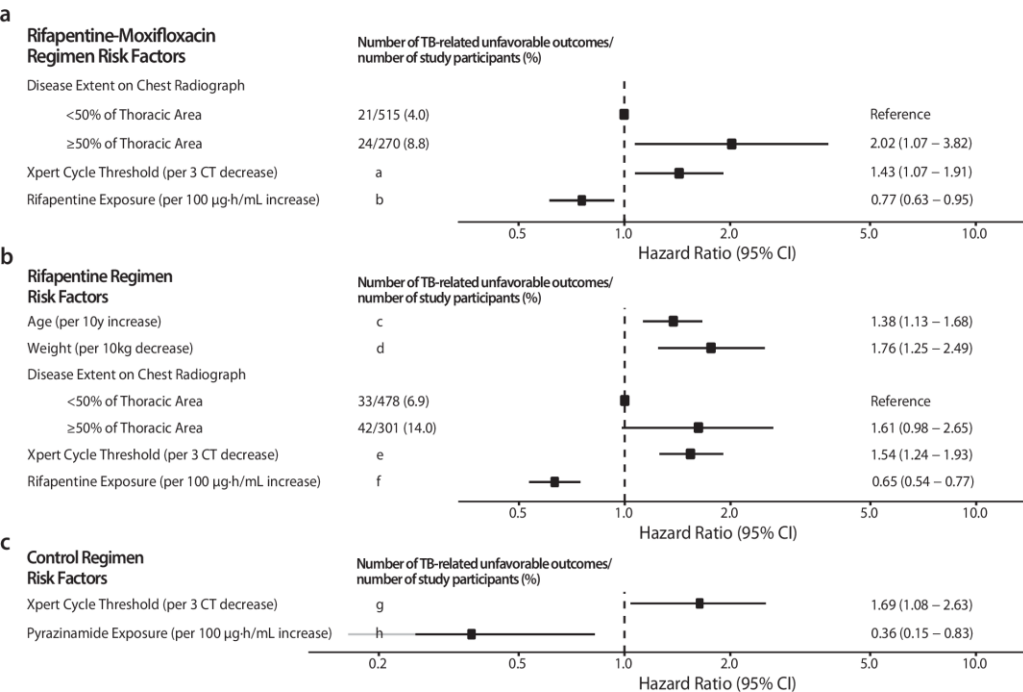 a
Rifapentine-Moxifloxacin
Regimen Risk Factors
Number of TB-related unfavorable outcomes/
number of study participants (%)
Disease Extent on Chest Radiograph
<50% of Thoracic Area 21/515 (4.0) Reference
≥50% of Thoracic Area 24/270 (8.8) 2.02 (1.07 – 3.82)
Xpert Cycle Threshold (per 3 CT decrease) a 1.43 (1.07 – 1.91)
Rifapentine Exposure (per 100 μg·h/mL increase) b 0.77 (0.63 – 0.95)
0.5 1.0 2.0 5.0 10.0
Hazard Ratio (95% CI)
b
Rifapentine Regimen
Risk Factors
Number of TB-related unfavorable outcomes/
number of study participants (%)
Age (per 10y increase) c 1.38 (1.13 – 1.68)
Weight (per 10kg decrease) d 1.76 (1.25 – 2.49)
Disease Extent on Chest Radiograph
<50% of Thoracic Area 33/478 (6.9) Reference
≥50% of Thoracic Area 42/301 (14.0) 1.61 (0.98 – 2.65)
Xpert Cycle Threshold (per 3 CT decrease) e 1.54 (1.24 – 1.93)
Rifapentine Exposure (per 100 μg·h/mL increase) f 0.65 (0.54 – 0.77)
0.5 1.0 2.0 5.0 10.0
Hazard Ratio (95% CI)
c
Control Regimen
Risk Factors
Number of TB-related unfavorable outcomes/
number of study participants (%)
Xpert Cycle Threshold (per 3 CT decrease) g 1.69 (1.08 – 2.63)
Pyrazinamide Exposure (per 100 μg·h/mL increase) h 0.36 (0.15 – 0.83)
0.2 0.5 1.0 2.0 5.0 10.0
Hazard Ratio (95% CI)